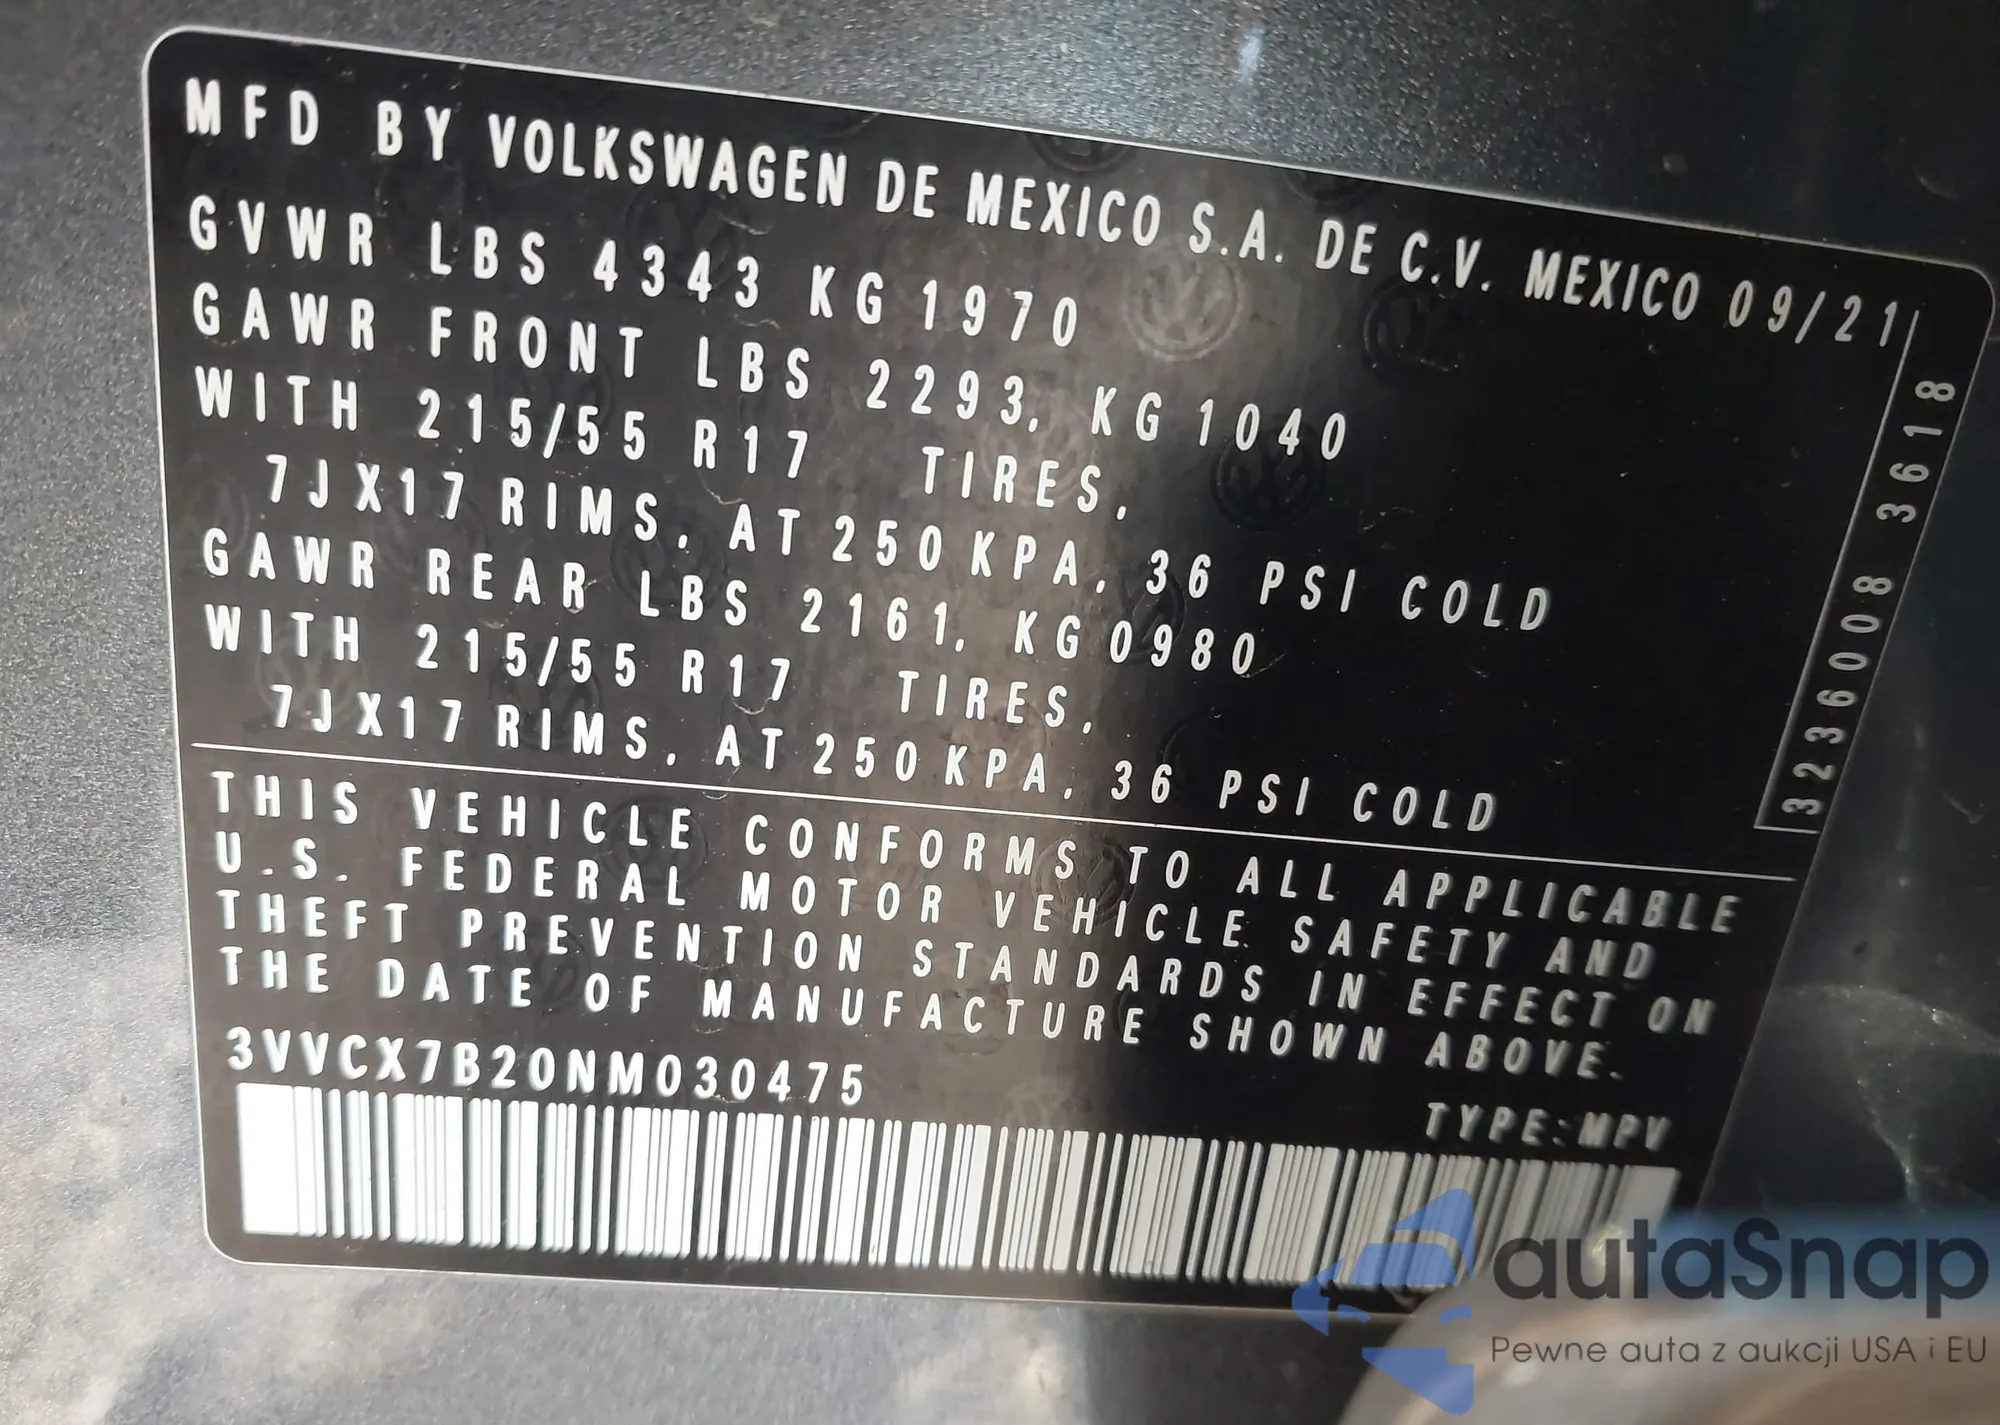 MFD BY VOLKSWAGEN DE MEXICO S.A. DE C.V. MEXICO 09/21
GVWR LBS 4343 KG 1970
GAWR FRONT LBS 2293, KG 1040
WITH 215/55 R17 TIRES,
7JX17 RIMS, AT 250 KPA, 36 PSI COLD
GAWR REAR LBS 2161, KG 0980
WITH 215/55 R17 TIRES,
7JX17 RIMS, AT 250 KPA, 36 PSI COLD
3236008 3618
THIS VEHICLE CONFORMS TO ALL APPLICABLE
U.S. FEDERAL MOTOR VEHICLE SAFETY AND
THEFT PREVENTION STANDARDS IN EFFECT ON
THE DATE OF MANUFACTURE SHOWN ABOVE.
3VVCX7B20NM030475
TYPE:MPV
autaSnap
Pewne auta z aukcji USA i EU